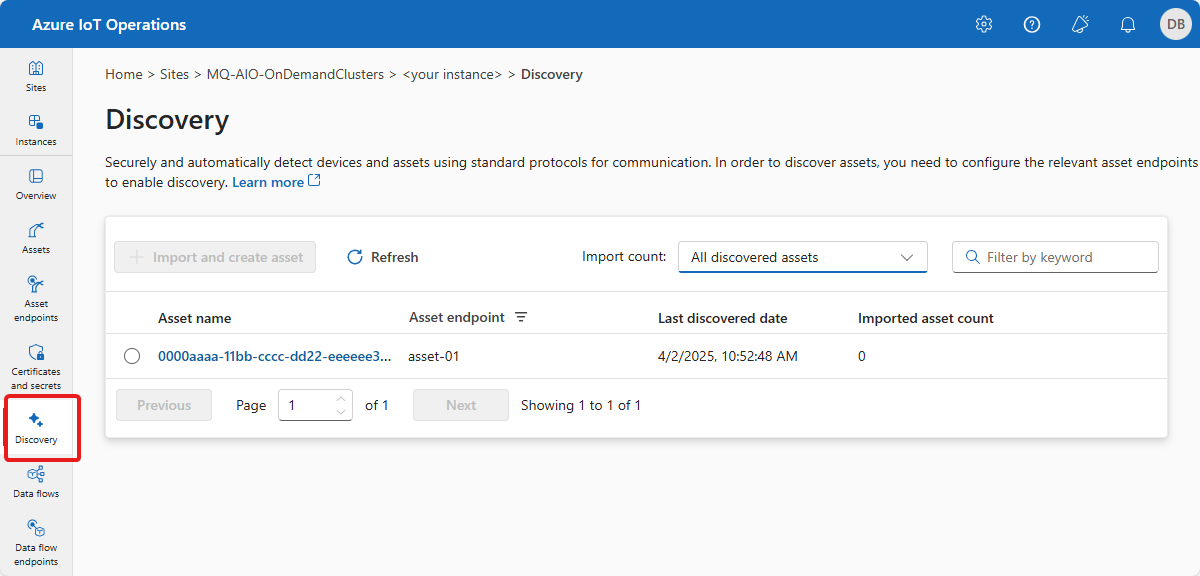 Azure IoT Operations
DB
Sites
Instances
Overview
Assets
Asset
endpoints
Certificates
and secrets
Discovery
Data flows
Data flow
endpoints
Home > Sites > MQ-AIO-OnDemandClusters > <your instance> > Discovery
Discovery
Securely and automatically detect devices and assets using standard protocols for communication. In order to discover assets, you need to configure the relevant asset endpoints
to enable discovery. Learn more
Import and create asset Refresh Import count: All discovered assets Filter by keyword
Asset name Asset endpoint Last discovered date Imported asset count
0000aaaa-11bb-cccc-dd22-eeeeee3... asset-01 4/2/2025, 10:52:48 AM 0
Previous Page 1 of 1 Next Showing 1 to 1 of 1